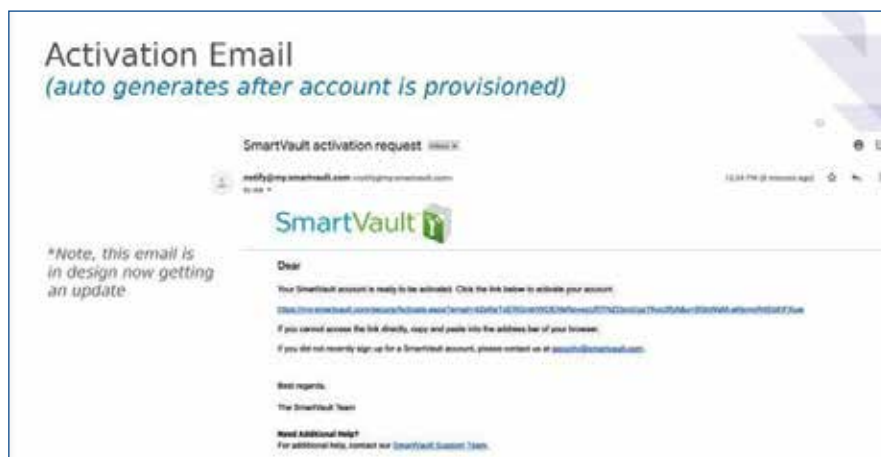 Activation Email
(auto generates after account is provisioned)
SmartVault activation request
notify@my.smartvault.com
to me
SmartVault
*Note, this email is
in design now getting
an update
Dear
Your SmartVault account is ready to be activated. Click the link below to activate your account
If you cannot access the link directly, copy and paste into the address bar of your browser.
If you did not recently sign up for a SmartVault account, please contact us at
Best regards,
The SmartVault Team
Need Additional Help?
For additional help, contact our SmartVault Support Team.